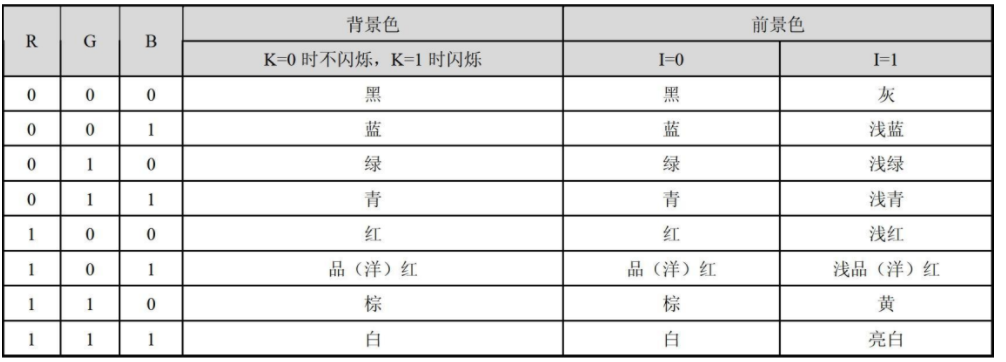 R G B 背景色 前景色
K=0 时不闪烁，K=1 时闪烁 I=0 I=1
0 0 0 黑 黑 灰
0 0 1 蓝 蓝 浅蓝
0 1 0 绿 绿 浅绿
0 1 1 青 青 浅青
1 0 0 红 红 浅红
1 0 1 品（洋）红 品（洋）红 浅品（洋）红
1 1 0 棕 棕 黄
1 1 1 白 白 亮白